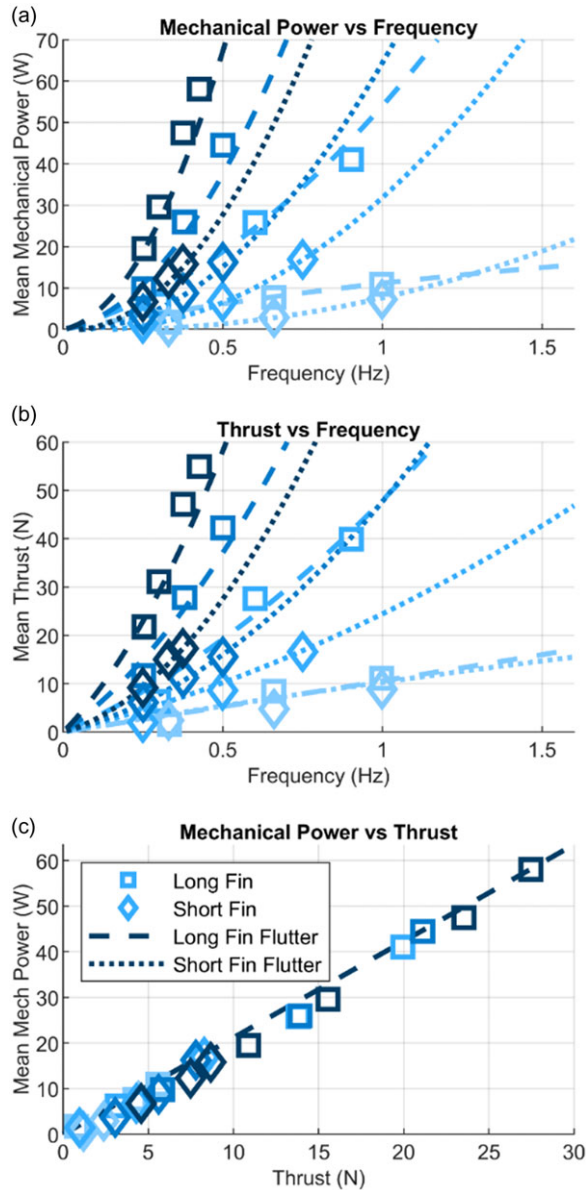 (a)
Mechanical Power vs Frequency
Mean Mechanical Power (W)
70
60
50
40
30
20
10
0
0 0.5 1 1.5
Frequency (Hz)
(b)
Thrust vs Frequency
Mean Thrust (N)
60
50
40
30
20
10
0
0 0.5 1 1.5
Frequency (Hz)
(c)
Mechanical Power vs Thrust
Mean Mech Power (W)
60
50
40
30
20
10
0
Long Fin
Short Fin
Long Fin Flutter
Short Fin Flutter
0 5 10 15 20 25 30
Thrust (N)